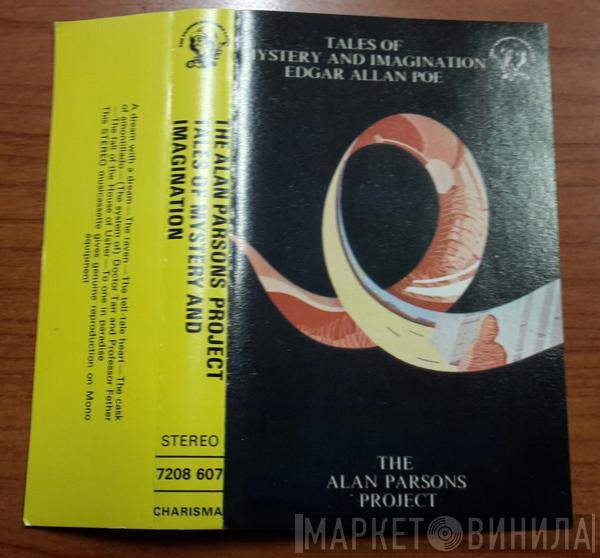 TALES OF
MYSTERY AND IMAGINATION
EDGAR ALLAN POE
THE
ALAN PARSONS
PROJECT
THE ALAN PARSONS PROJECT
TALES OF MYSTERY AND
IMAGINATION
STEREO
7208 607
CHARISMA
A dream with a dream—The raven—The tell-tale heart—The cask
of amonillado—(The system of) Doctor Tarr and Professor Fether
—The fall of the House of Usher—To one in paradise
This STEREO musicassette gives genuine reproduction on Mono
equipment
МАРКЕТ ВИНИЛА